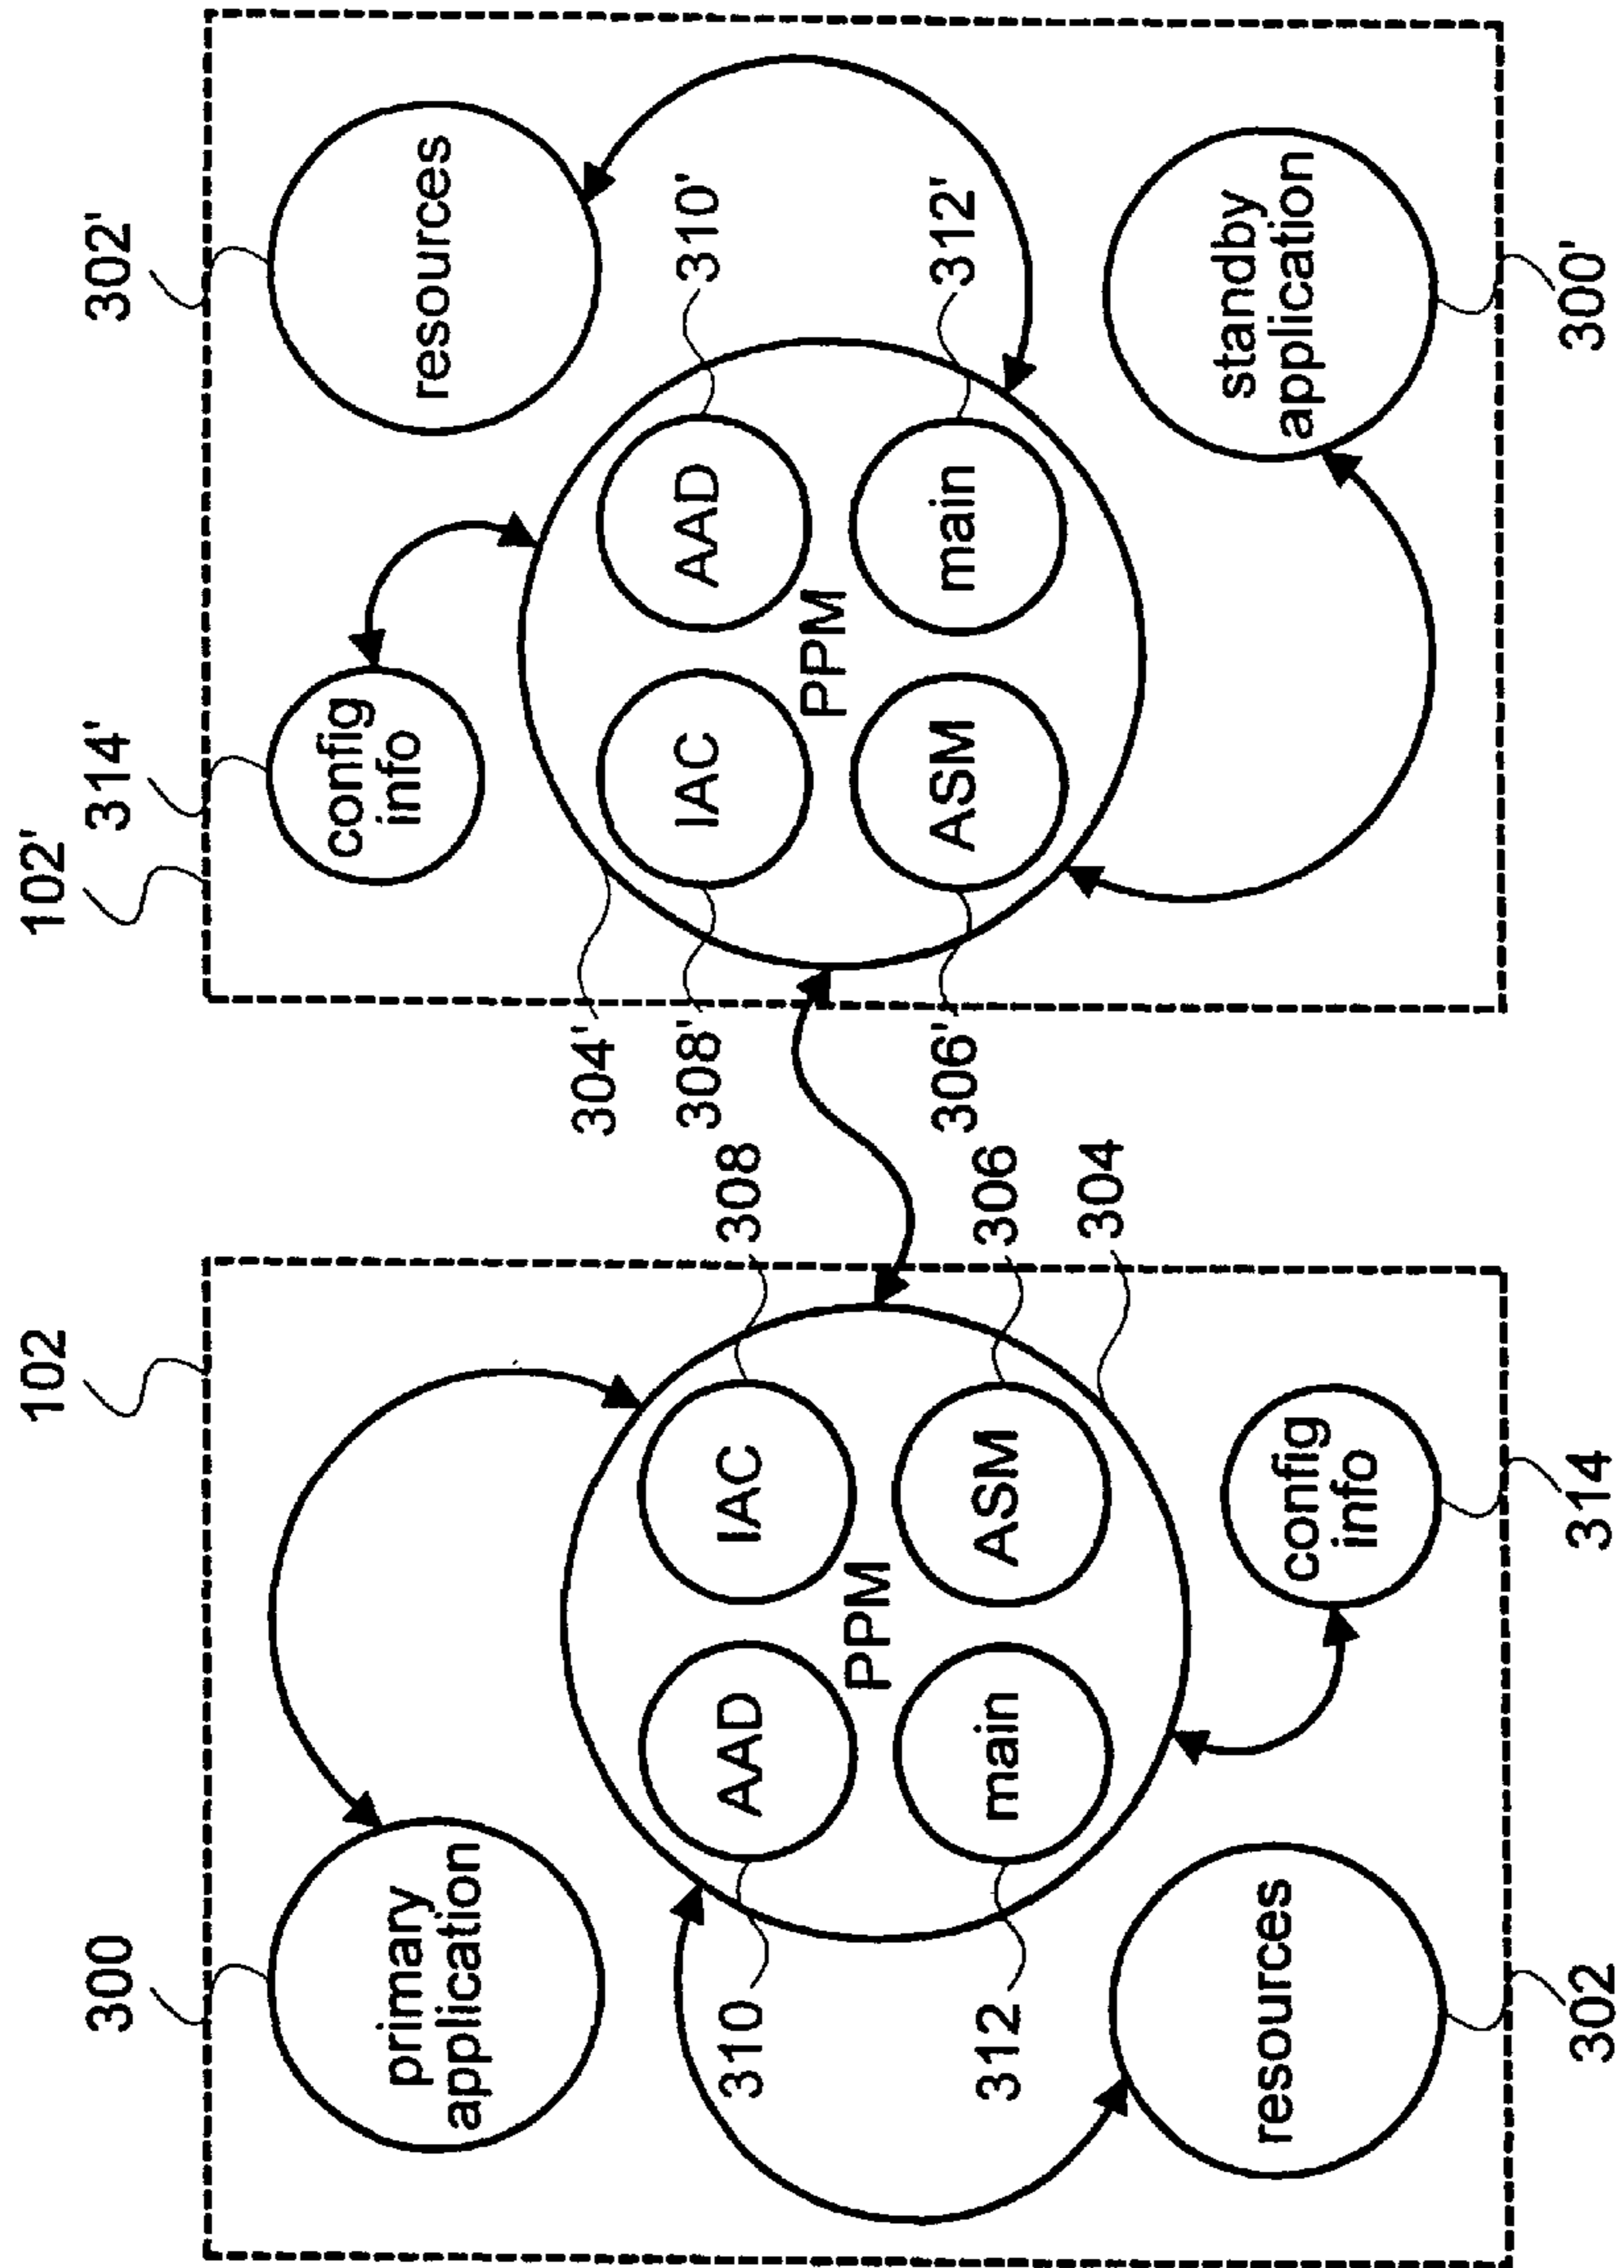 102
300
primary
application
308
IAC
AAD
310
PPM
306
ASM
main
312
304
config
info
314
resources
302
102'
314'
302'
config
info
resources
304'
308'
IAC
AAD
310'
PPM
306'
ASM
main
312'
standby
application
300'